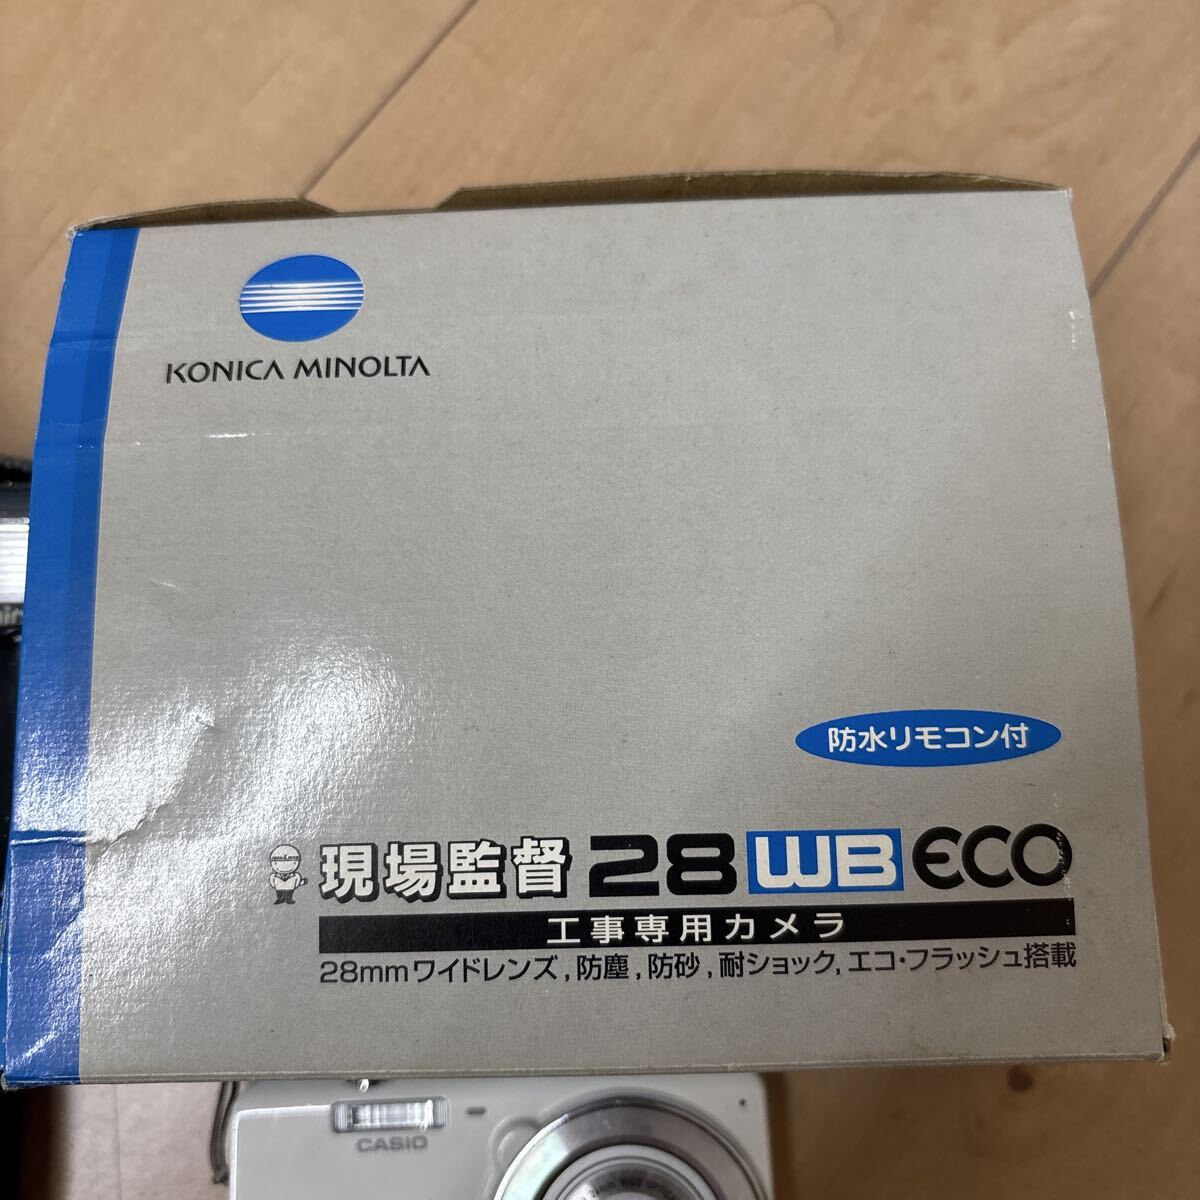 KONICA MINOLTA
防水リモコン付
現場監督 28 WB ECO
工事専用カメラ
28mmワイドレンズ,防塵,防砂,耐ショック,エコ・フラッシュ搭載
CASIO